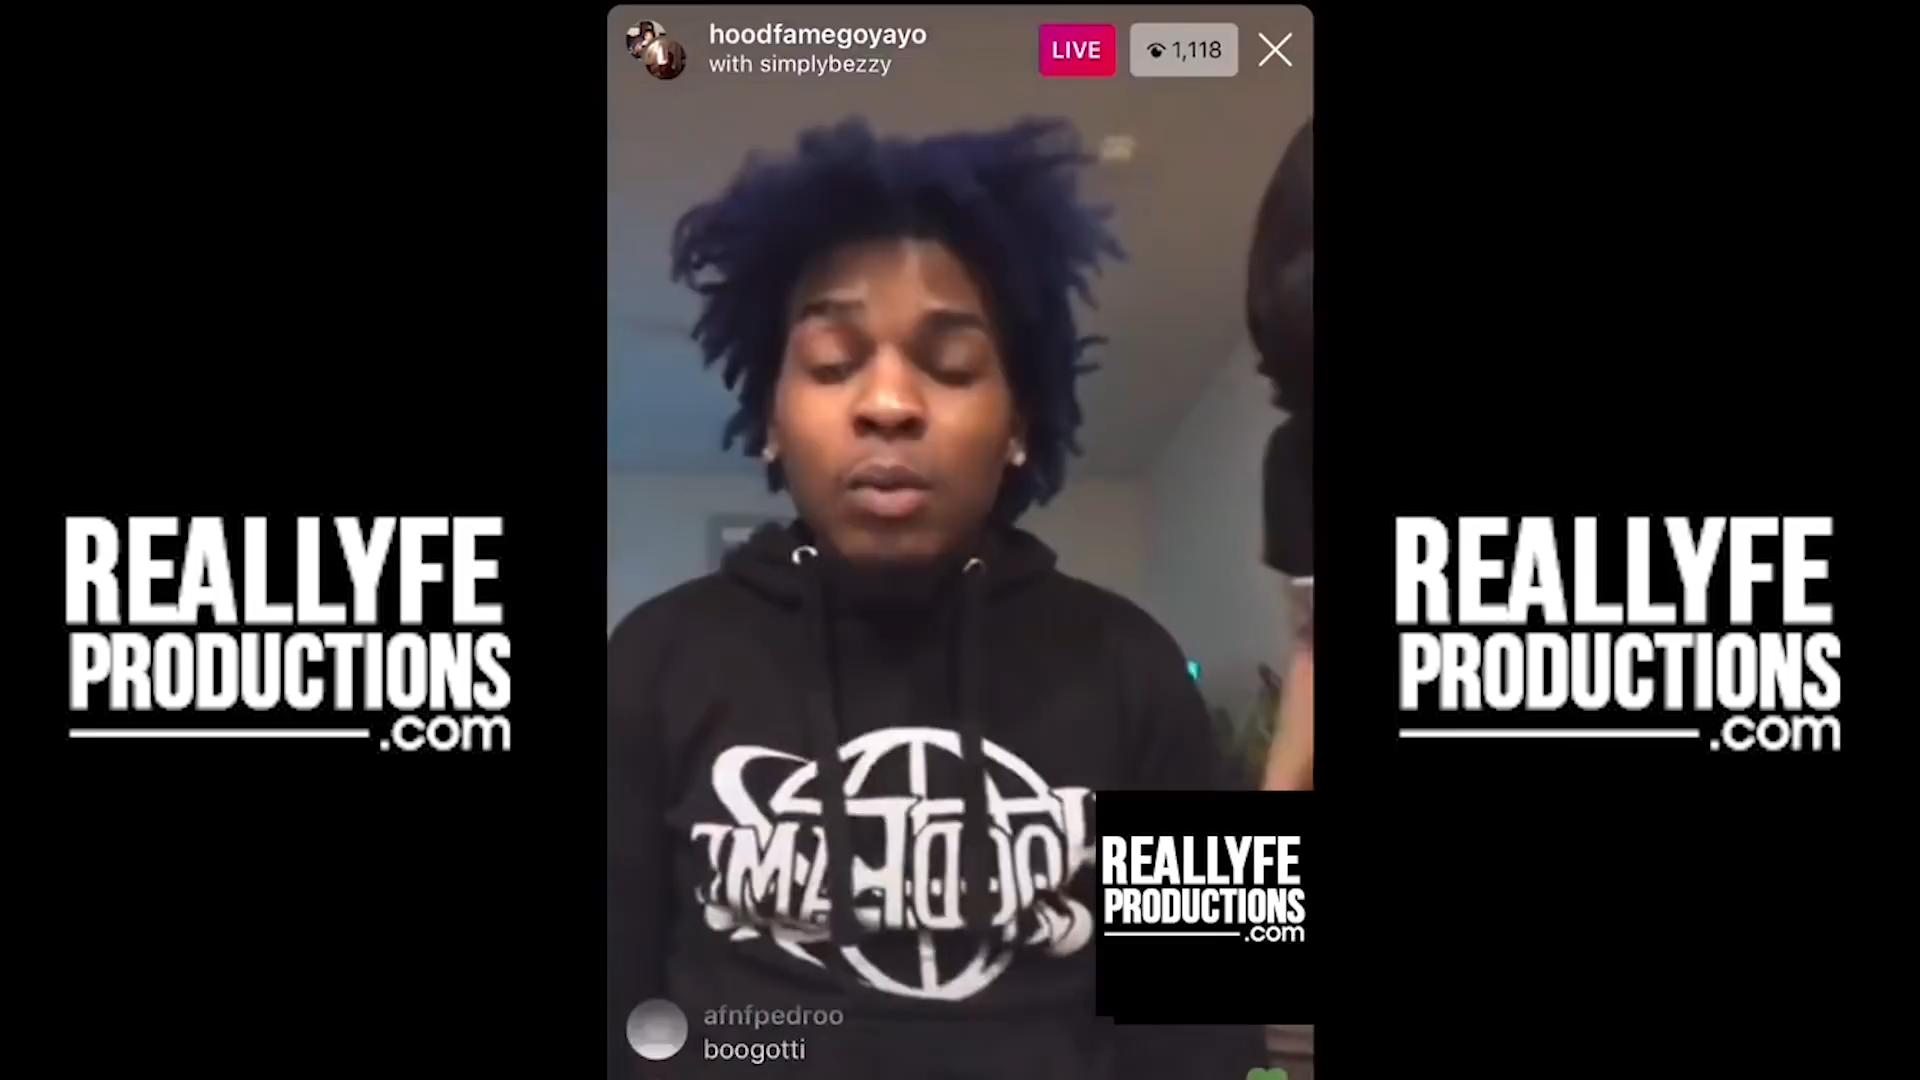 hoodfamegoyayo
with simplybezzy
LIVE
1,118
REALLYFE
PRODUCTIONS
.com
REALLYFE
PRODUCTIONS
.com
REALLYFE
PRODUCTIONS
.com
afnfpedroo
boogotti